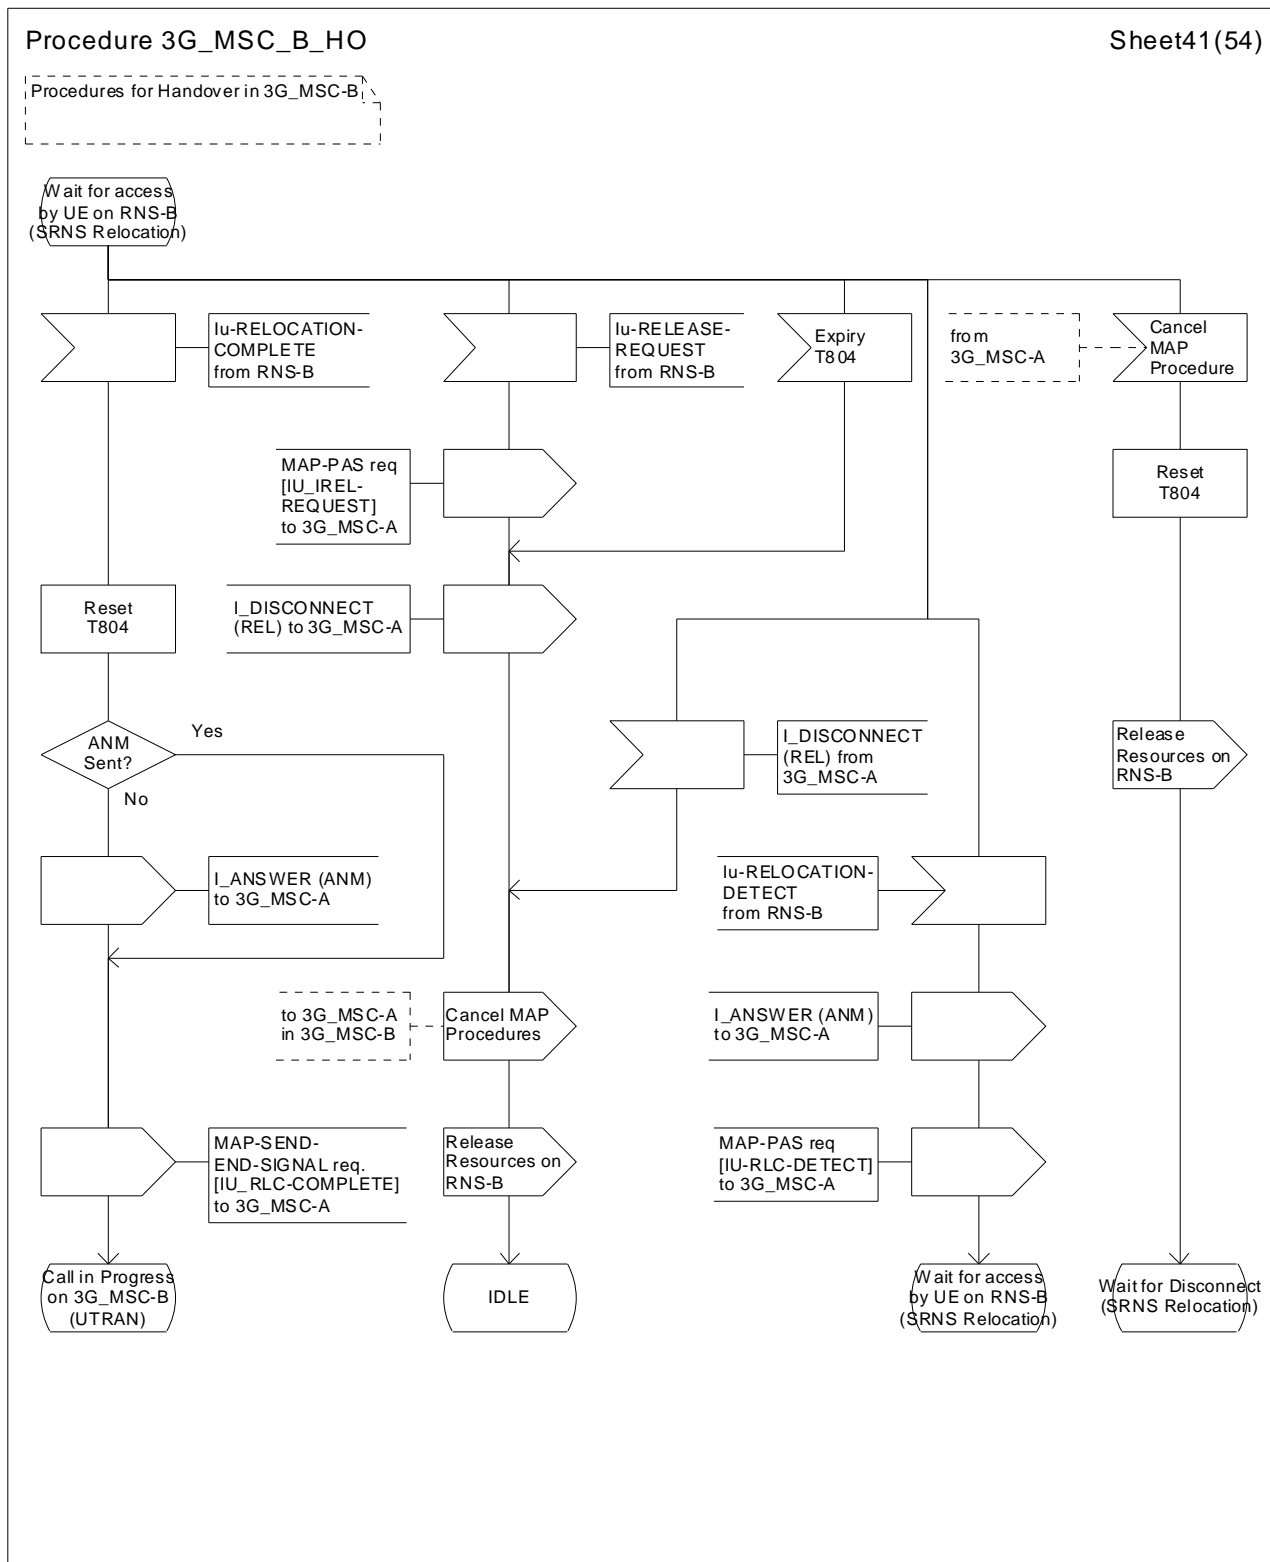 Procedure 3G_MSC_B_HO
Sheet41(54)
Procedures for Handover in 3G_MSC-B
Wait for access
by UE on RNS-B
(SRNS Relocation)
Iu-RELOCATION-
COMPLETE
from RNS-B
Iu-RELEASE-
REQUEST
from RNS-B
Expiry
T804
from
3G_MSC-A
Cancel
MAP
Procedure
MAP-PAS req
[IU_IREL-
REQUEST]
to 3G_MSC-A
Reset
T804
Reset
T804
I_DISCONNECT
(REL) to 3G_MSC-A
ANM
Sent?
Yes
No
I_DISCONNECT
(REL) from
3G_MSC-A
Release
Resources on
RNS-B
I_ANSWER (ANM)
to 3G_MSC-A
Iu-RELOCATION-
DETECT
from RNS-B
to 3G_MSC-A
in 3G_MSC-B
Cancel MAP
Procedures
I_ANSWER (ANM)
to 3G_MSC-A
MAP-SEND-
END-SIGNAL req.
[IU_RLC-COMPLETE]
to 3G_MSC-A
Release
Resources on
RNS-B
MAP-PAS req
[IU-RLC-DETECT]
to 3G_MSC-A
Call in Progress
on 3G_MSC-B
(UTRAN)
IDLE
Wait for access
by UE on RNS-B
(SRNS Relocation)
Wait for Disconnect
(SRNS Relocation)